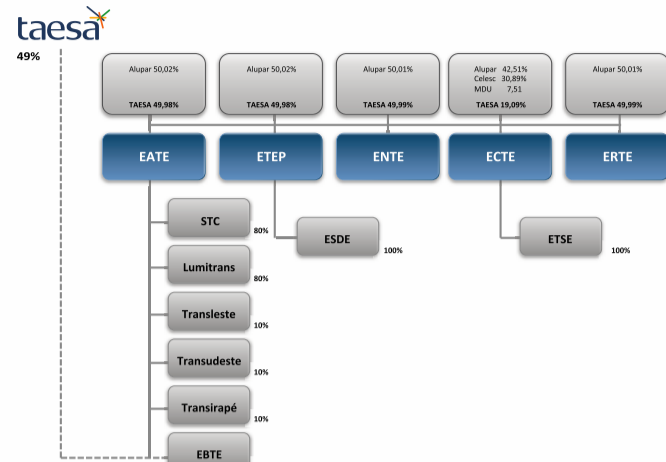 taesa
49%
Alupar 50,02%
TAESA 49,98%
Alupar 50,02%
TAESA 49,98%
Alupar 50,01%
TAESA 49,99%
Alupar 42,51%
Celesc 30,89%
MDU 7,51
TAESA 19,09%
Alupar 50,01%
TAESA 49,99%
EATE
ETEP
ENTE
ECTE
ERTE
STC
80%
ESDE
100%
ETSE
100%
Lumitrans
80%
Transleste
10%
Transudeste
10%
Transirapé
10%
EBTE